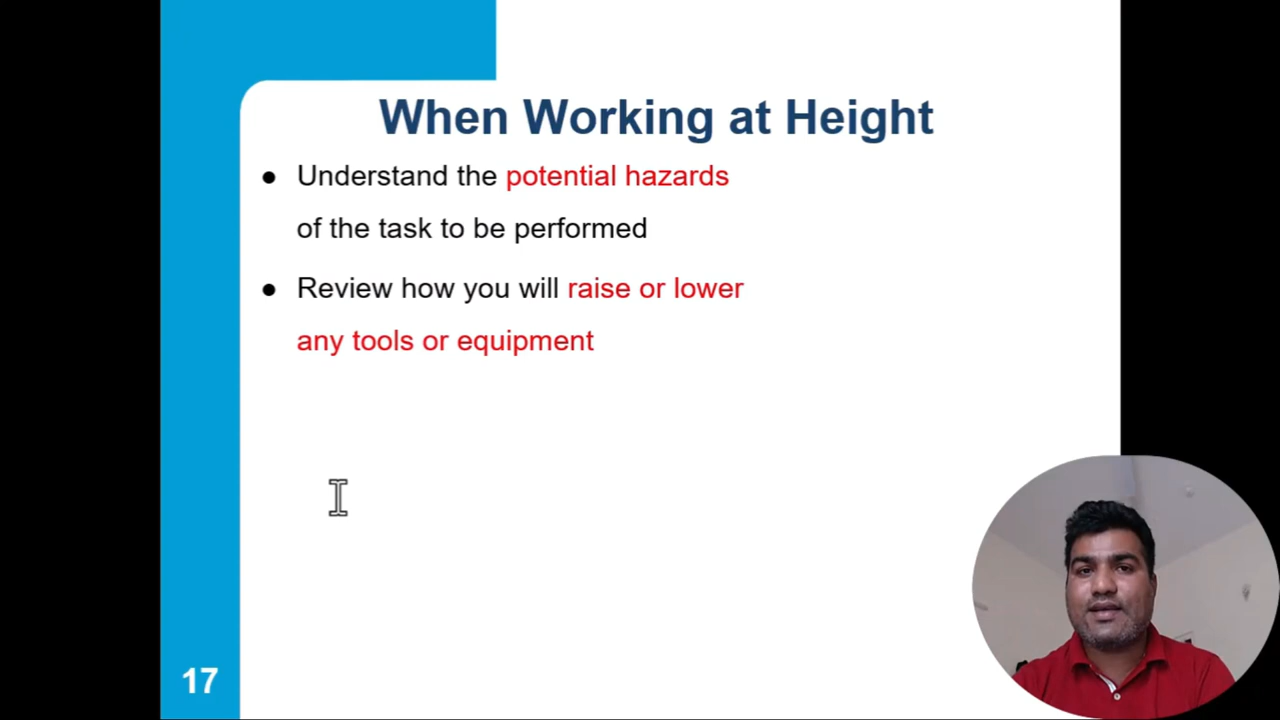 When Working at Height
● Understand the potential hazards
of the task to be performed
● Review how you will raise or lower
any tools or equipment
17